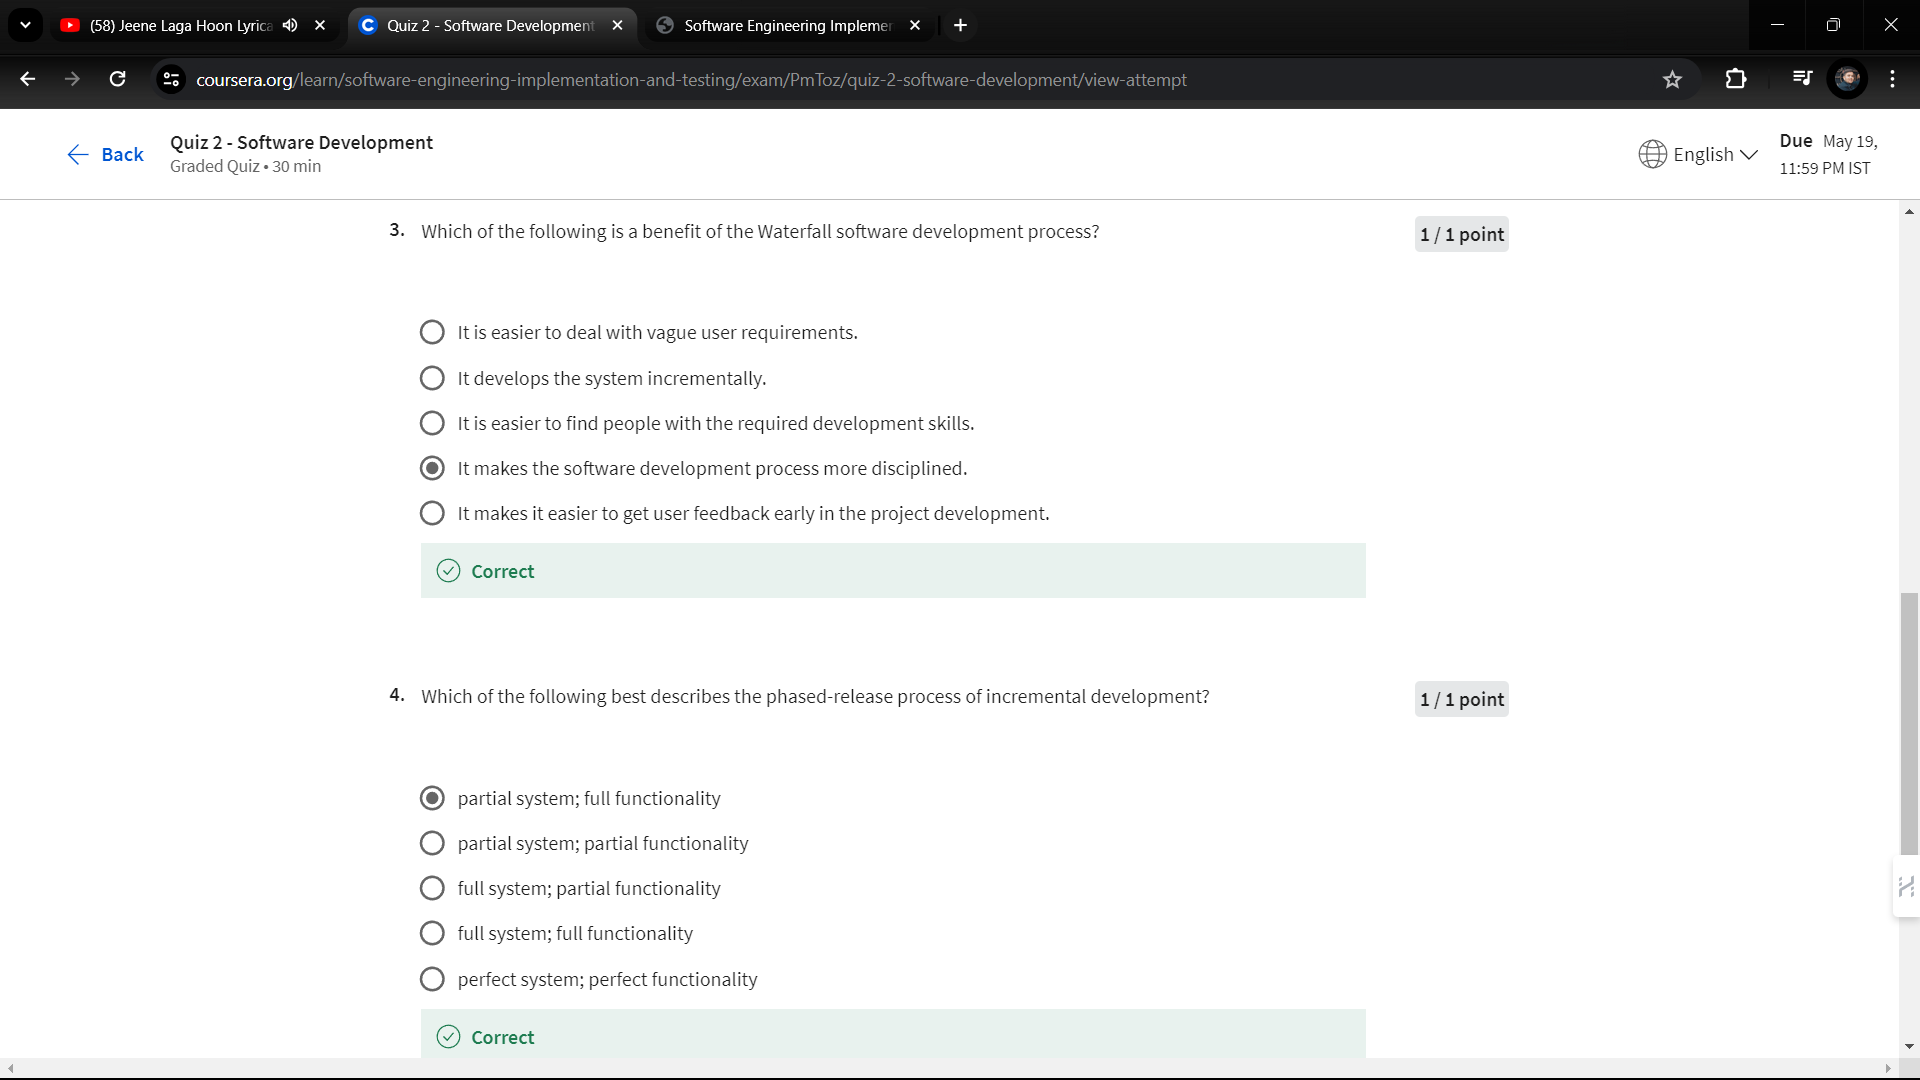 (58) Jeene Laga Hoon Lyrica
Quiz 2 - Software Development
Software Engineering Implemen
coursera.org/learn/software-engineering-implementation-and-testing/exam/PmToz/quiz-2-software-development/view-attempt
Back
Quiz 2 - Software Development
Graded Quiz • 30 min
English
Due May 19,
11:59 PM IST
3. Which of the following is a benefit of the Waterfall software development process?
1 / 1 point
It is easier to deal with vague user requirements.
It develops the system incrementally.
It is easier to find people with the required development skills.
It makes the software development process more disciplined.
It makes it easier to get user feedback early in the project development.
Correct
4. Which of the following best describes the phased-release process of incremental development?
1 / 1 point
partial system; full functionality
partial system; partial functionality
full system; partial functionality
full system; full functionality
perfect system; perfect functionality
Correct